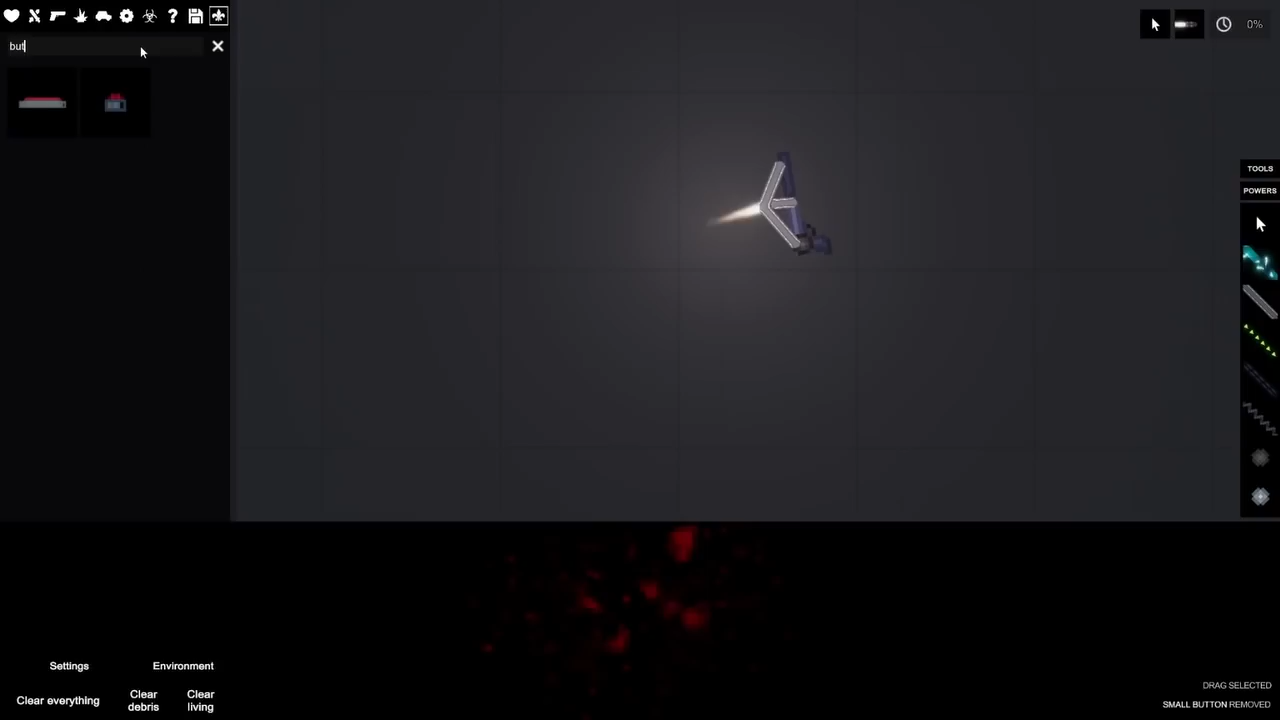 but
0%
TOOLS
POWERS
Settings
Environment
Clear everything
Clear
debris
Clear
living
DRAG SELECTED
SMALL BUTTON REMOVED